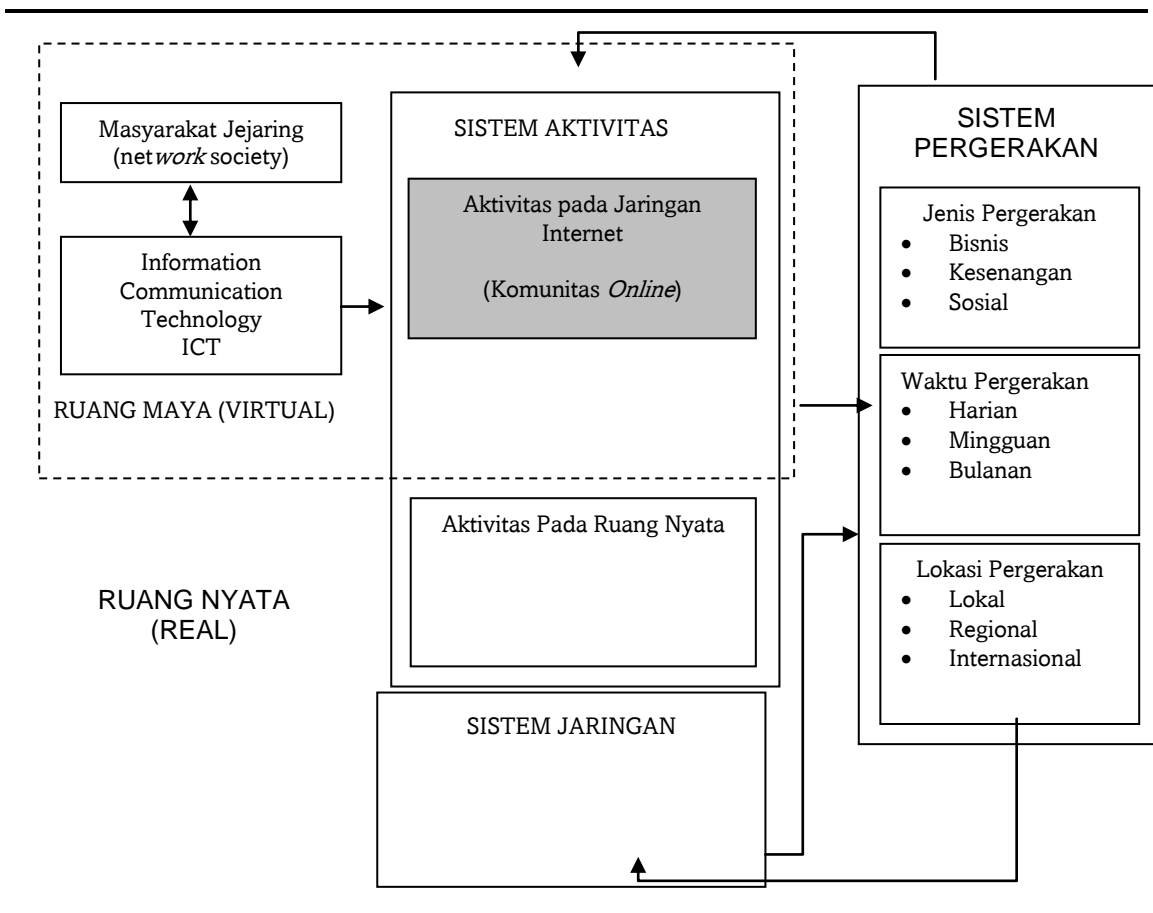 Masyarakat Jejaring
(network society)
Information
Communication
Technology
ICT
RUANG MAYA (VIRTUAL)
SISTEM AKTIVITAS
Aktivitas pada Jaringan
Internet
(Komunitas Online)
Aktivitas Pada Ruang Nyata
RUANG NYATA
(REAL)
SISTEM JARINGAN
SISTEM
PERGERAKAN
Jenis Pergerakan
• Bisnis
• Kesenangan
• Sosial
Waktu Pergerakan
• Harian
• Mingguan
• Bulanan
Lokasi Pergerakan
• Lokal
• Regional
• Internasional